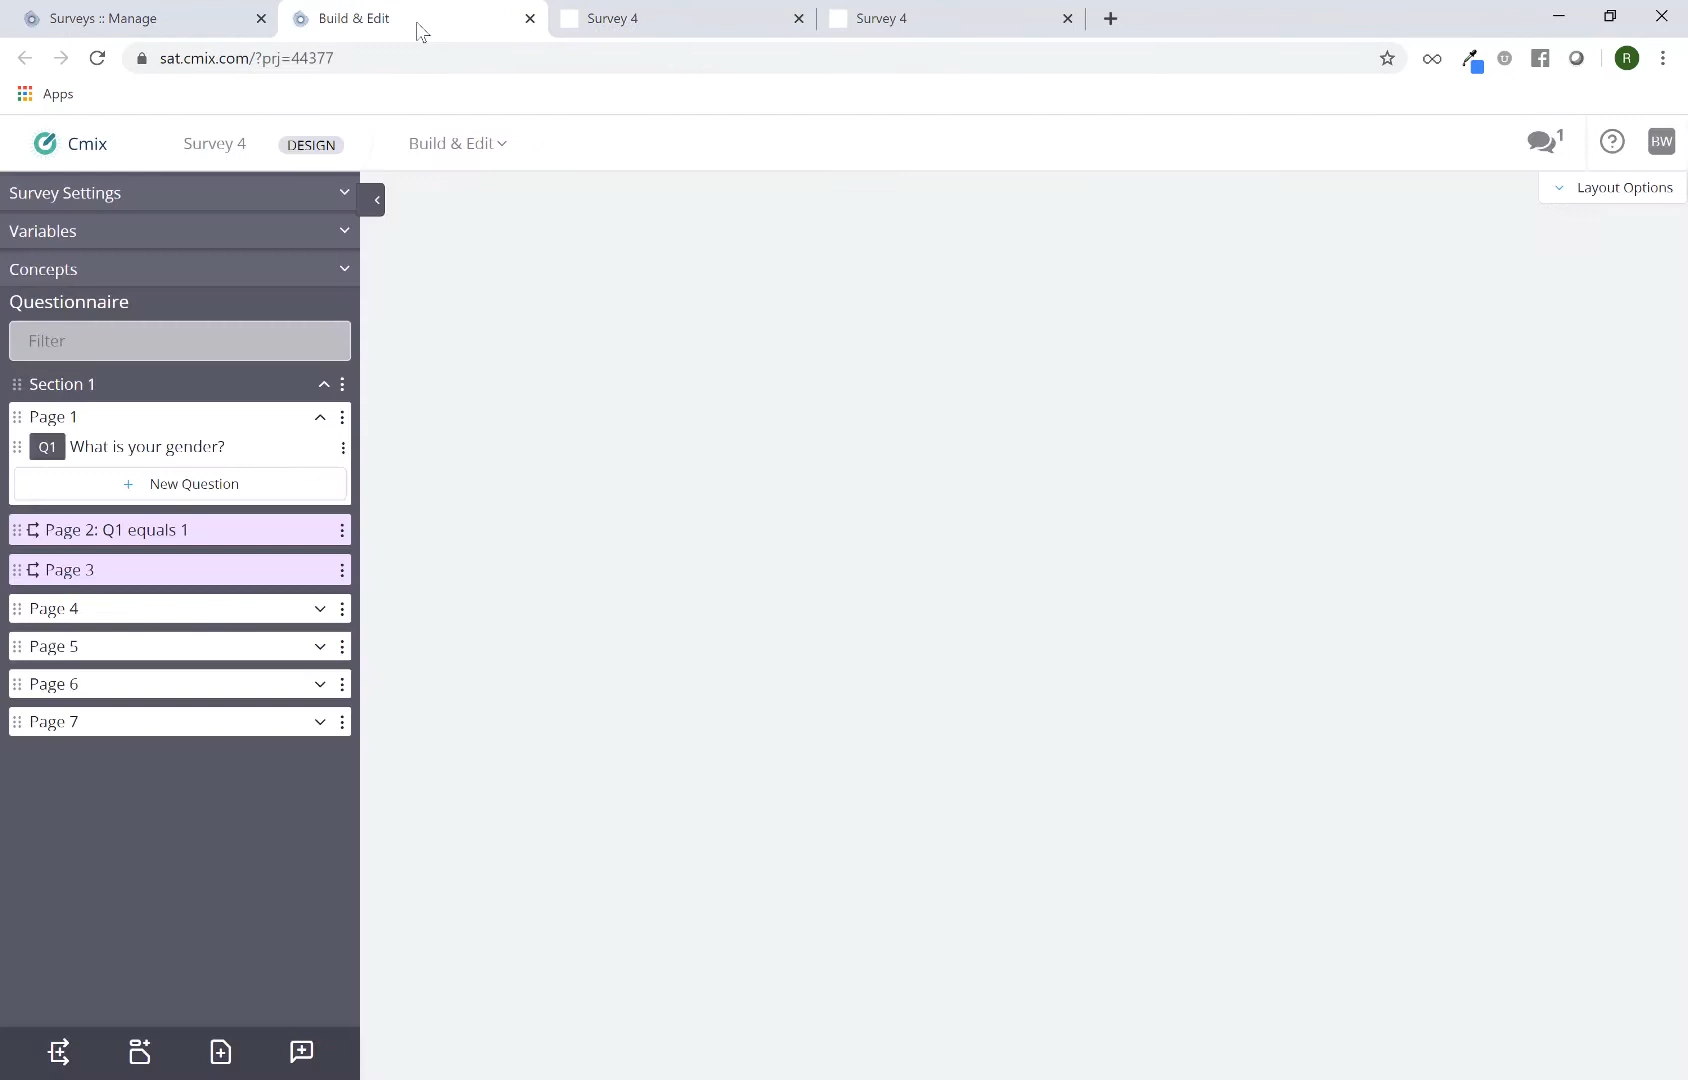 Surveys :: Manage
Build & Edit
Survey 4
Survey 4
sat.cmix.com/?prj=44377
R
Apps
Cmix
Survey 4
DESIGN
Build & Edit
1
BW
Survey Settings
Layout Options
Variables
Concepts
Questionnaire
Filter
Section 1
Page 1
Q1 What is your gender?
+ New Question
Page 2: Q1 equals 1
Page 3
Page 4
Page 5
Page 6
Page 7